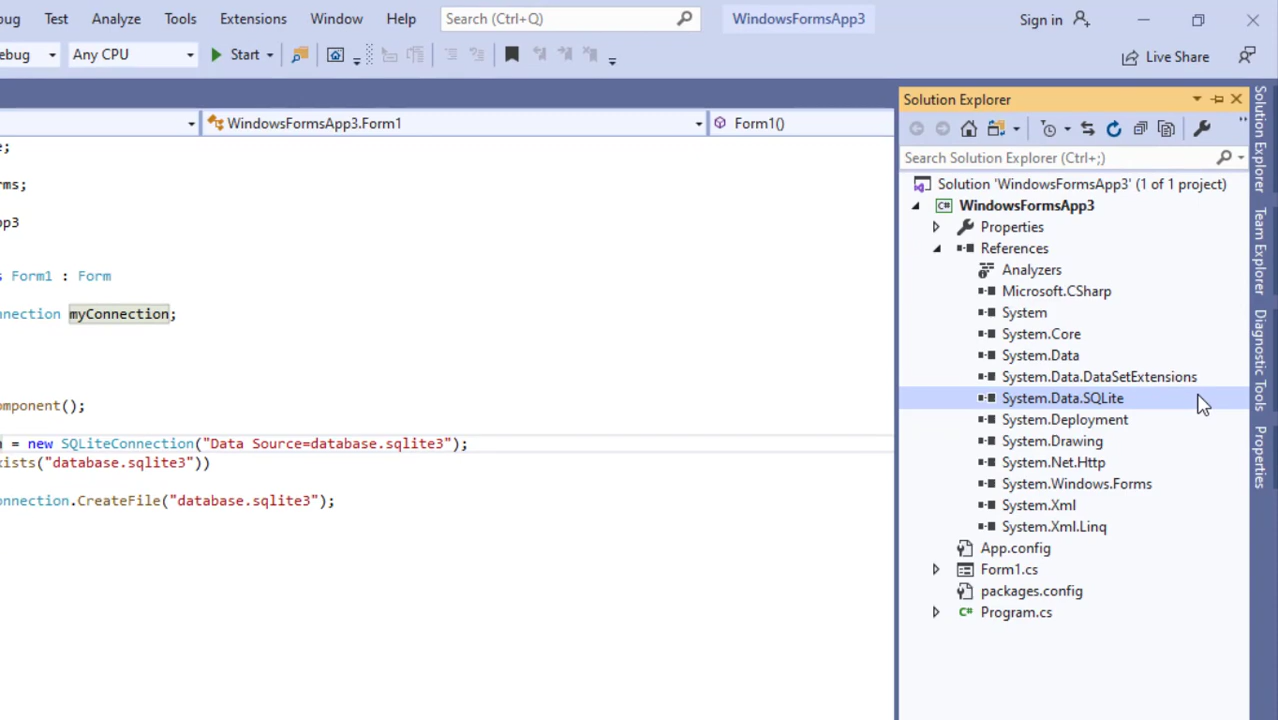 bug Test Analyze Tools Extensions Window Help Search (Ctrl+Q) WindowsFormsApp3 Sign in
ebug Any CPU Start Live Share
WindowsFormsApp3.Form1 Form1()
e;
rms;
pp3
s Form1 : Form
nnection myConnection;
omponent();
n = new SQLiteConnection("Data Source=database.sqlite3");
xists("database.sqlite3"))
onnection.CreateFile("database.sqlite3");
Solution Explorer
Search Solution Explorer (Ctrl+;)
Solution 'WindowsFormsApp3' (1 of 1 project)
C# WindowsFormsApp3
Properties
References
Analyzers
Microsoft.CSharp
System
System.Core
System.Data
System.Data.DataSetExtensions
System.Data.SQLite
System.Deployment
System.Drawing
System.Net.Http
System.Windows.Forms
System.Xml
System.Xml.Linq
App.config
Form1.cs
packages.config
C# Program.cs
Solution Explorer
Team Explorer
Diagnostic Tools
Properties